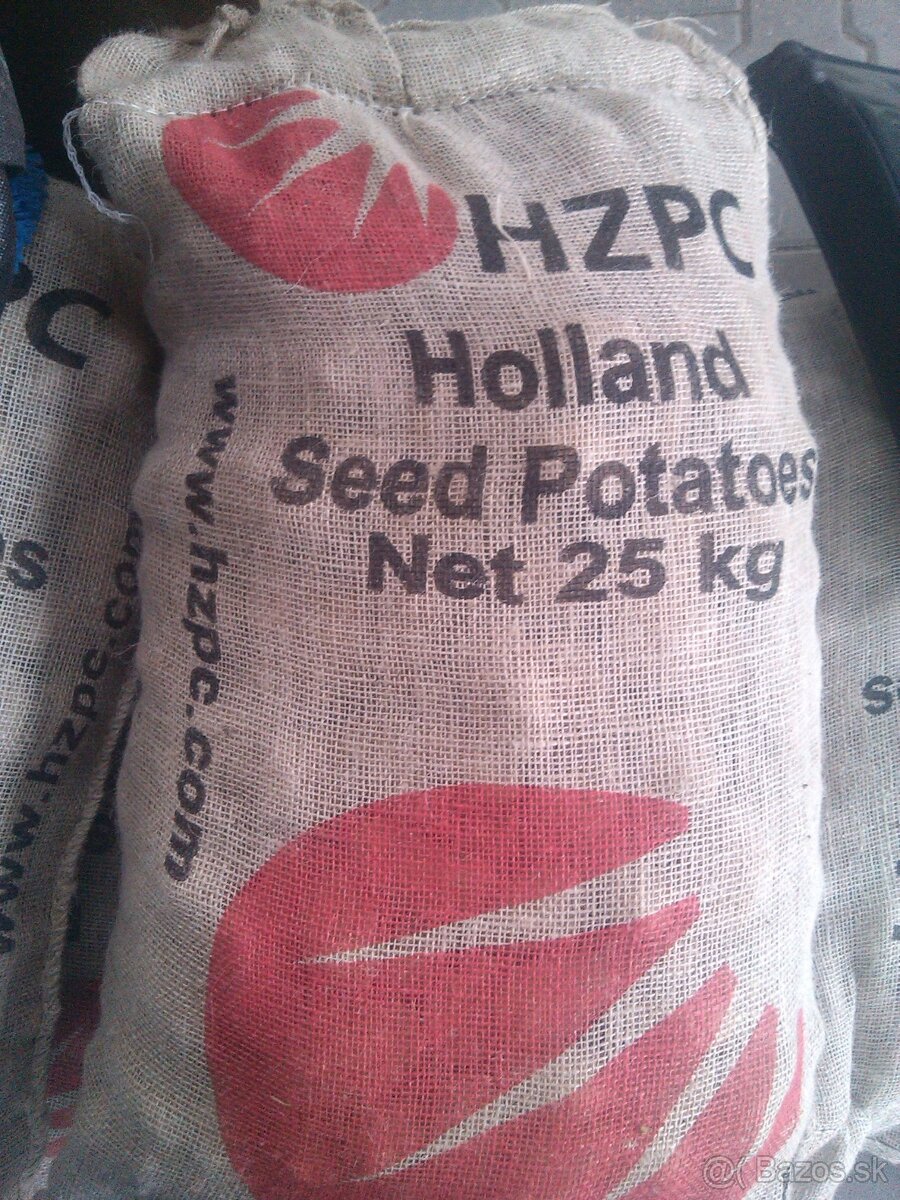 HZPC
Holland
Seed Potatoes
Net 25 kg
www.hzpc.com
C
s
www.hzpc.com
s
@( Bazos.sk